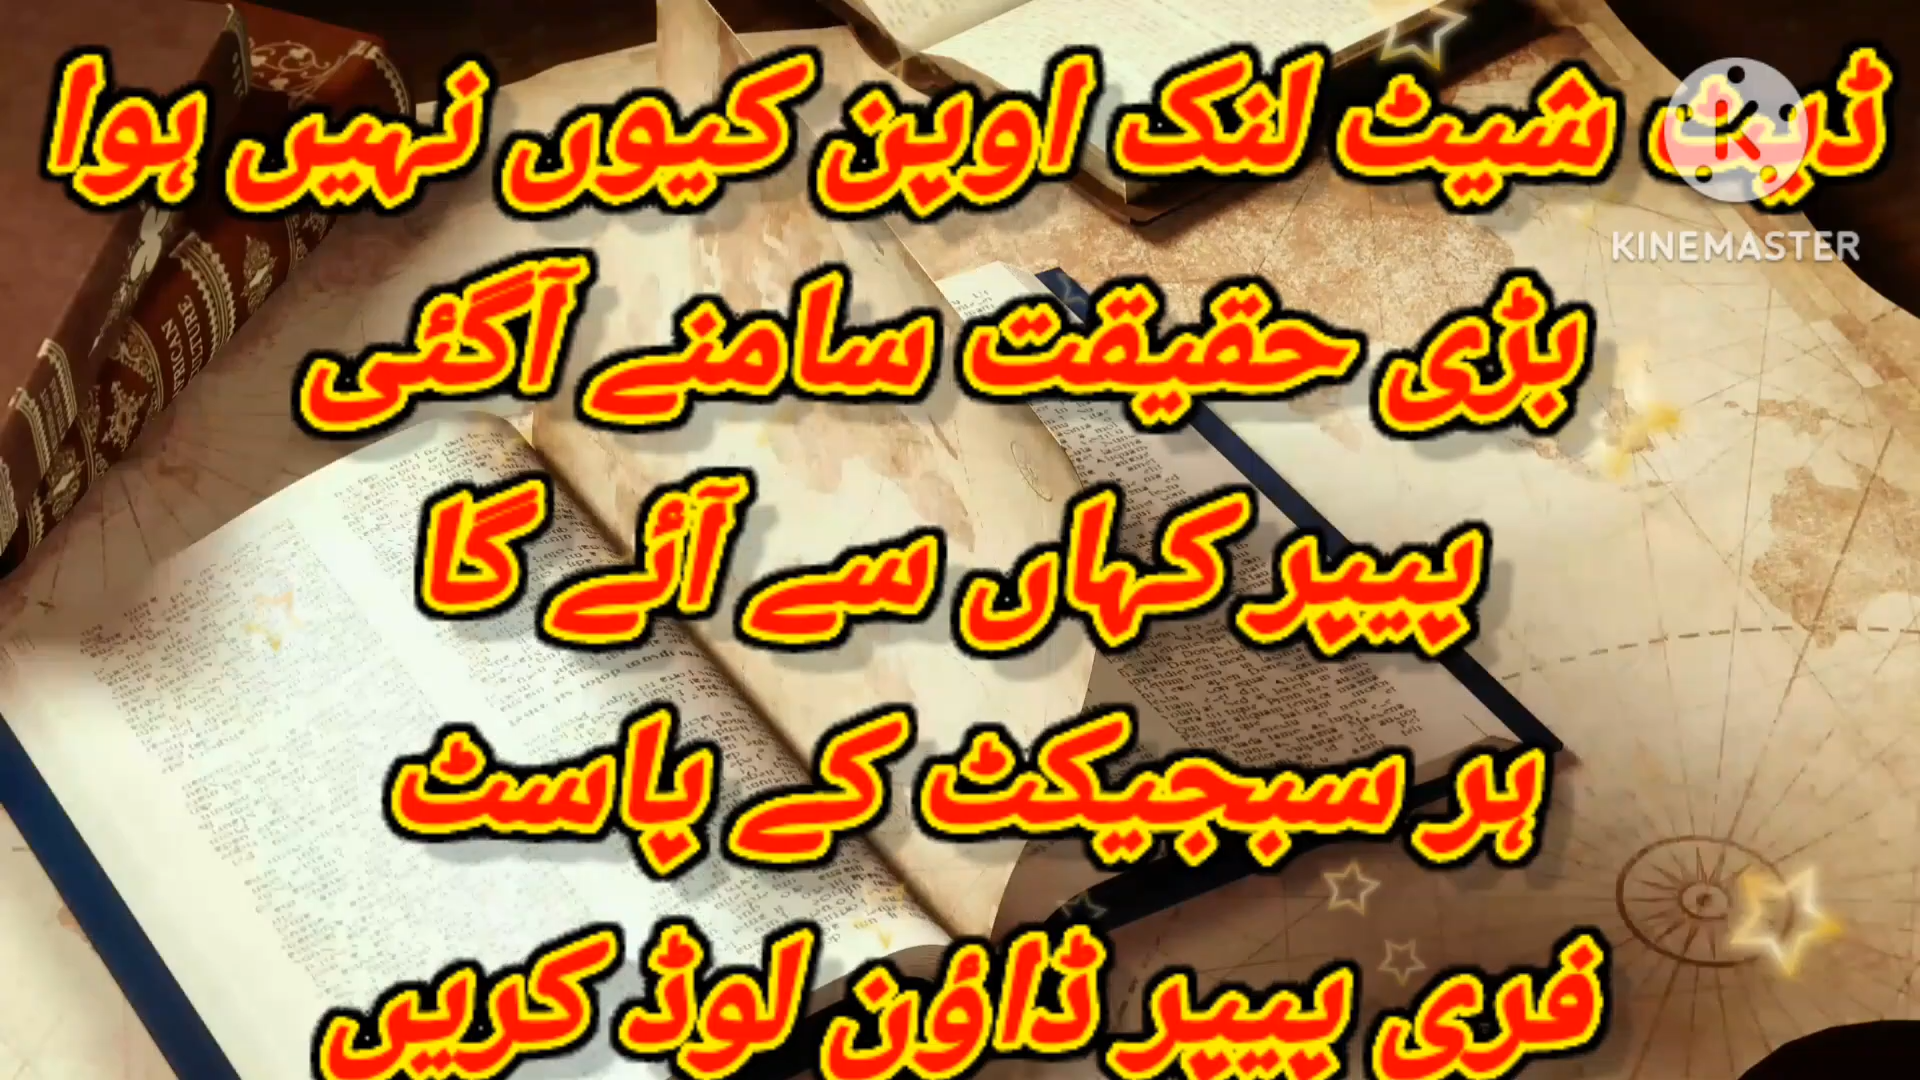 ڈیٹ شیٹ لنک اوپن کیوں نہیں ہوا
KINEMASTER
بڑی حقیقت سامنے آگئی
پیپر کہاں سے آئے گا
ہر سبجیکٹ کے پاسٹ
فری پیپر ڈاؤن لوڈ کریں